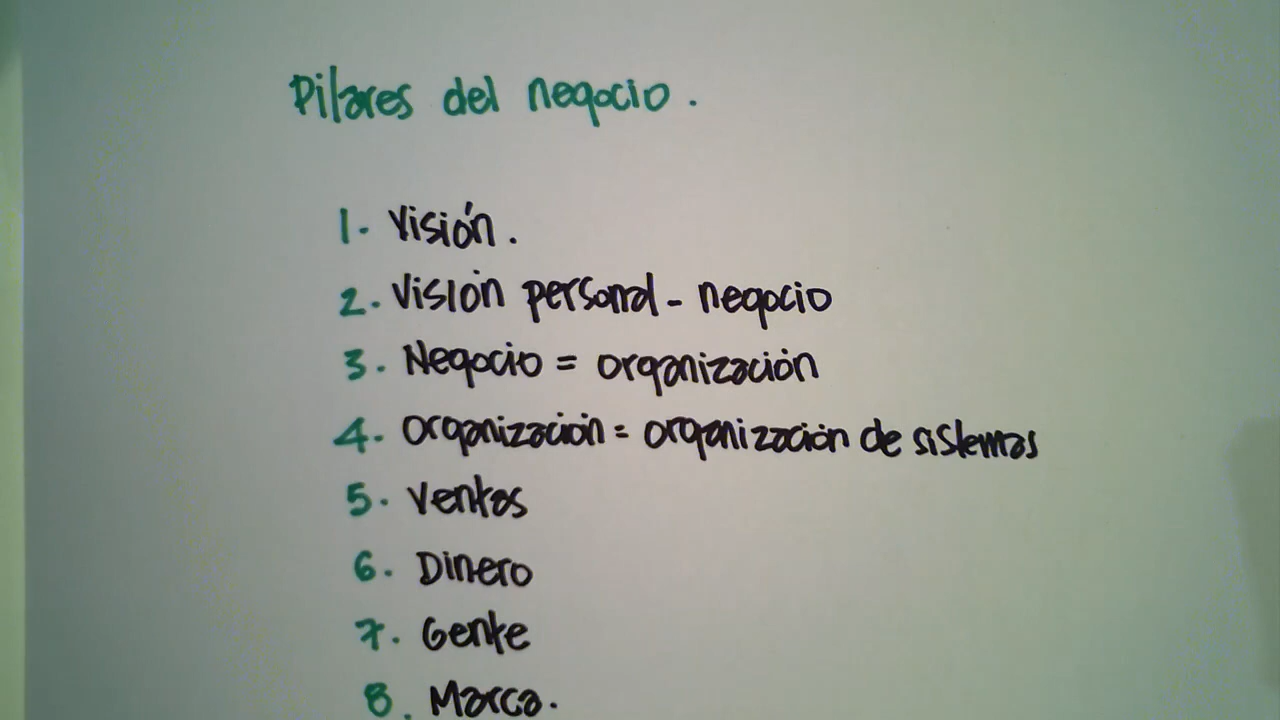 Pilares del negocio.
1. Visión.
2. Visión personal - negocio
3. Negocio = organización
4. organización = organización de sistemas
5. Ventas
6. Dinero
7. Gente
8. Marca.